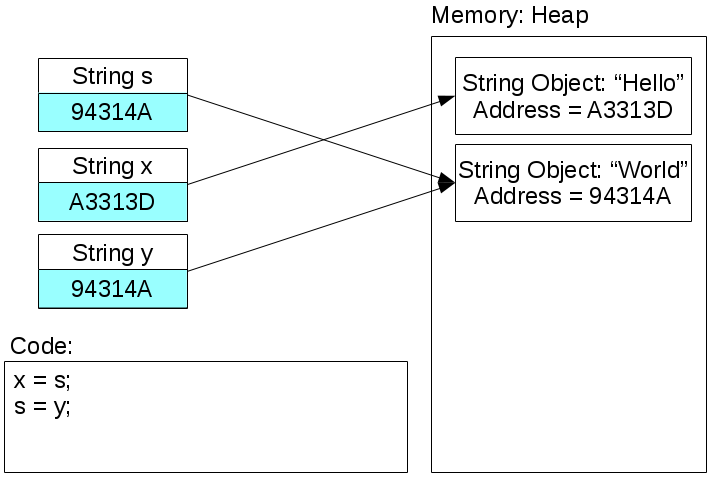 Memory: Heap
String s
94314A
String x
A3313D
String y
94314A
String Object: “Hello”
Address = A3313D
String Object: “World”
Address = 94314A
Code:
x = s;
s = y;